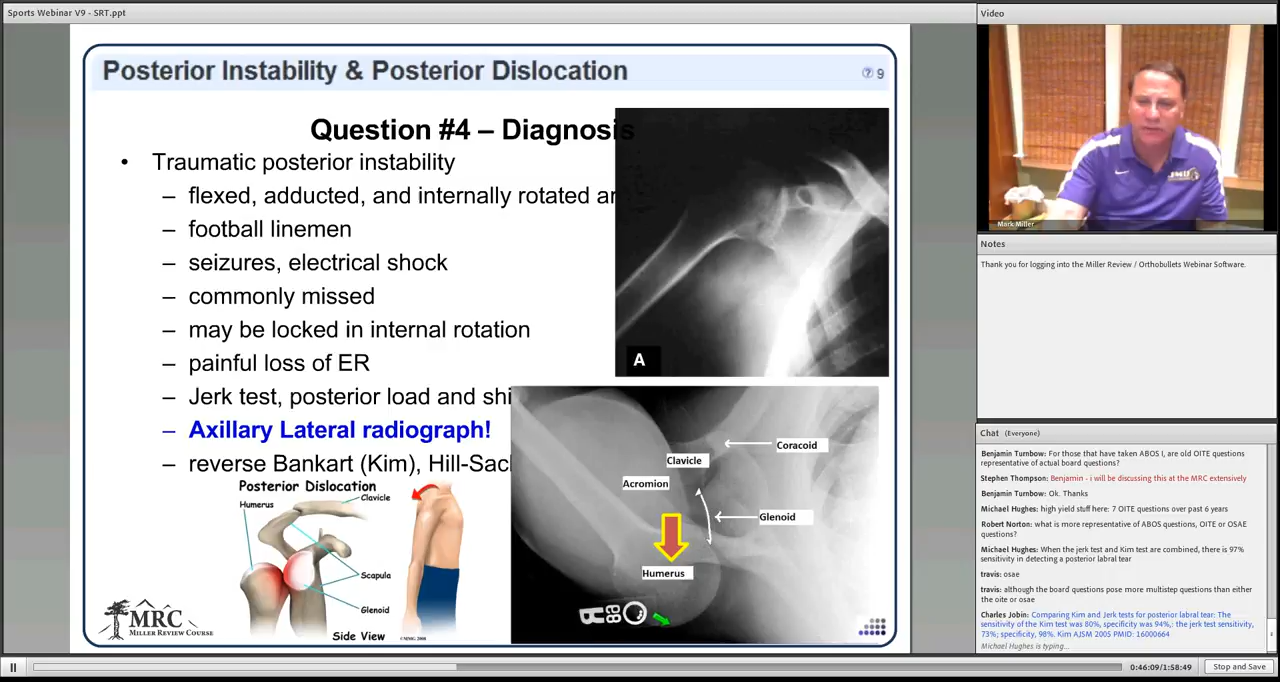 Sports Webinar V9 - SRT.ppt
Posterior Instability & Posterior Dislocation
9
Question #4 – Diagnosis
• Traumatic posterior instability
– flexed, adducted, and internally rotated ar
– football linemen
– seizures, electrical shock
– commonly missed
– may be locked in internal rotation
– painful loss of ER
– Jerk test, posterior load and shi
– Axillary Lateral radiograph!
– reverse Bankart (Kim), Hill-Sach
A
Coracoid
Clavicle
Acromion
Glenoid
Humerus
Posterior Dislocation
Humerus
Clavicle
Scapula
Glenoid
Side View
©MMG 2008
MRC
MILLER REVIEW COURSE
Video
Mark Miller
Notes
Thank you for logging into the Miller Review / Orthobullets Webinar Software.
Chat (Everyone)
Benjamin Turnbow: For those that have taken ABOS I, are old OITE questions
representative of actual board questions?
Stephen Thompson: Benjamin - i will be discussing this at the MRC extensively
Benjamin Turnbow: Ok. Thanks
Michael Hughes: high yield stuff here: 7 OITE questions over past 6 years
Robert Norton: what is more representative of ABOS questions, OITE or OSAE
questions?
Michael Hughes: When the jerk test and Kim test are combined, there is 97%
sensitivity in detecting a posterior labral tear
travis: osae
travis: although the board questions pose more multistep questions than either
the oite or osae
Charles Jobin: Comparing Kim and Jerk tests for posterior labral tear: The
sensitivity of the Kim test was 80%, specificity was 94%,: the jerk test sensitivity,
73%; specificity, 98%. Kim AJSM 2005 PMID: 16000664
Michael Hughes is typing...
0:46:09/1:58:49
Stop and Save